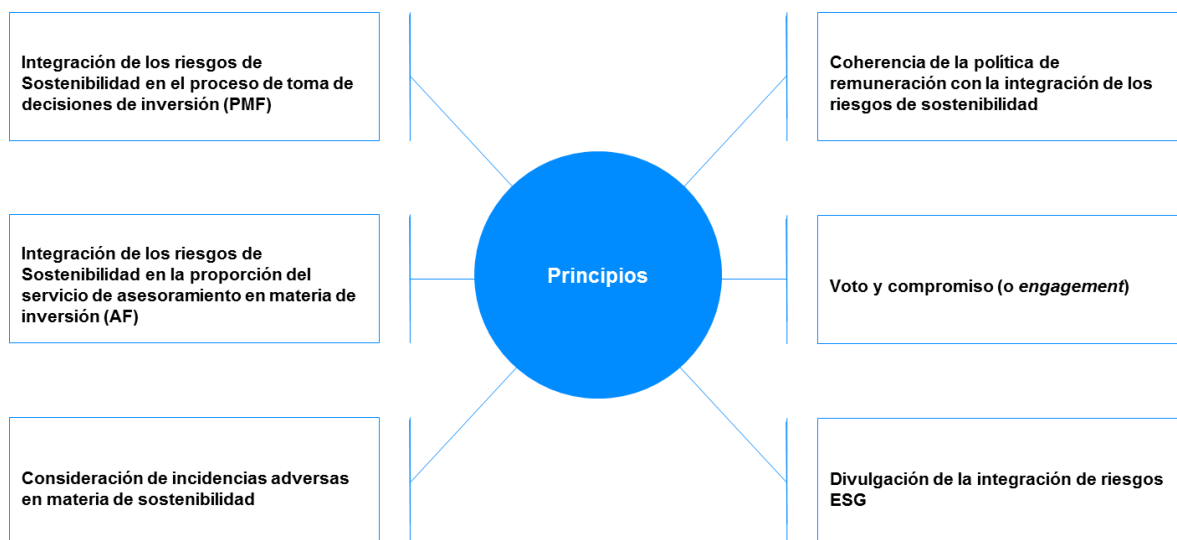 Integración de los riesgos de
Sostenibilidad en el proceso de toma de
decisiones de inversión (PMF)
Integración de los riesgos de
Sostenibilidad en la proporción del
servicio de asesoramiento en materia de
inversión (AF)
Consideración de incidencias adversas
en materia de sostenibilidad
Principios
Coherencia de la política de
remuneración con la integración de los
riesgos de sostenibilidad
Voto y compromiso (o engagement)
Divulgación de la integración de riesgos
ESG